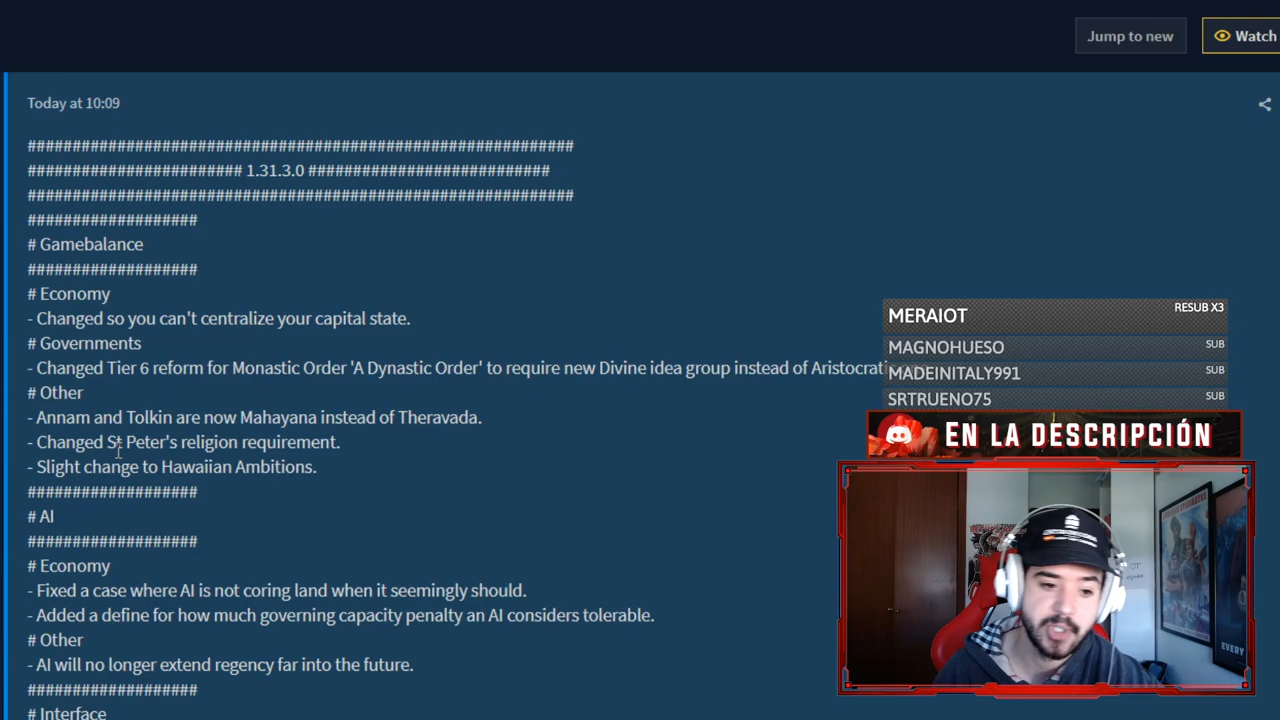 Jump to new
Watch
Today at 10:09
#############################################################
######################## 1.31.3.0 ###########################
#############################################################
###################
# Gamebalance
###################
# Economy
- Changed so you can't centralize your capital state.
# Governments
- Changed Tier 6 reform for Monastic Order 'A Dynastic Order' to require new Divine idea group instead of Aristocrati
# Other
- Annam and Tolkin are now Mahayana instead of Theravada.
- Changed St Peter's religion requirement.
- Slight change to Hawaiian Ambitions.
###################
# AI
###################
# Economy
- Fixed a case where AI is not coring land when it seemingly should.
- Added a define for how much governing capacity penalty an AI considers tolerable.
# Other
- AI will no longer extend regency far into the future.
###################
# Interface
MERAIOT RESUB X3
MAGNOHUESO SUB
MADEINITALY991 SUB
SRTRUENO75 SUB
EN LA DESCRIPCIÓN
EVERY